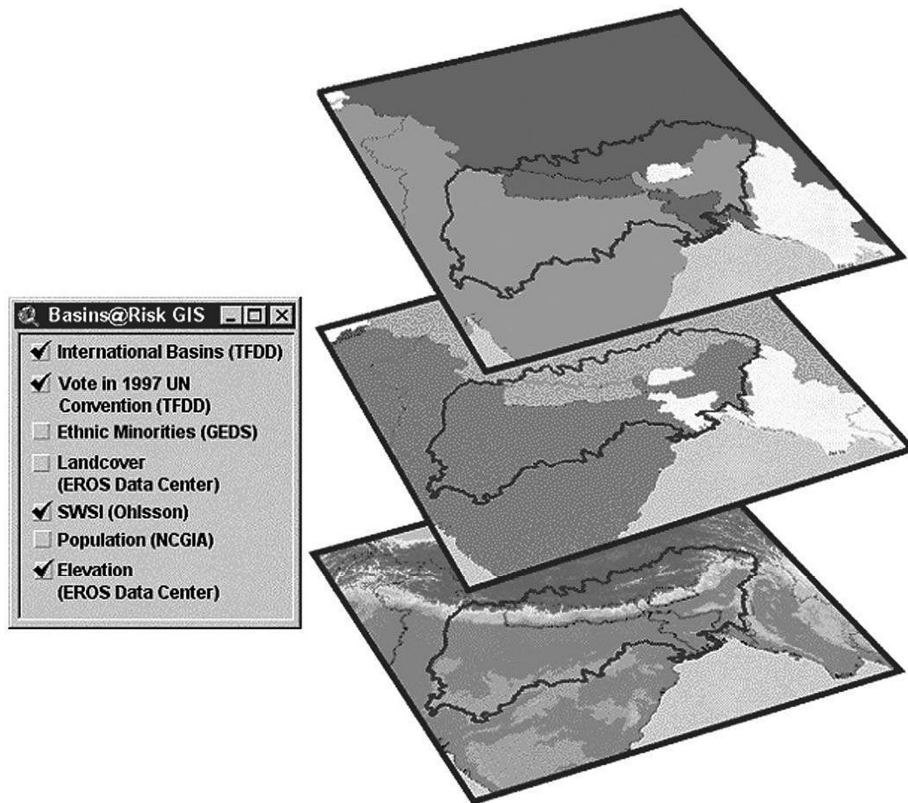 Basins@Risk GIS
International Basins (TFDD)
Vote in 1997 UN
Convention (TFDD)
Ethnic Minorities (GEDS)
Landcover
(EROS Data Center)
SWSI (Ohlsson)
Population (NCGIA)
Elevation
(EROS Data Center)